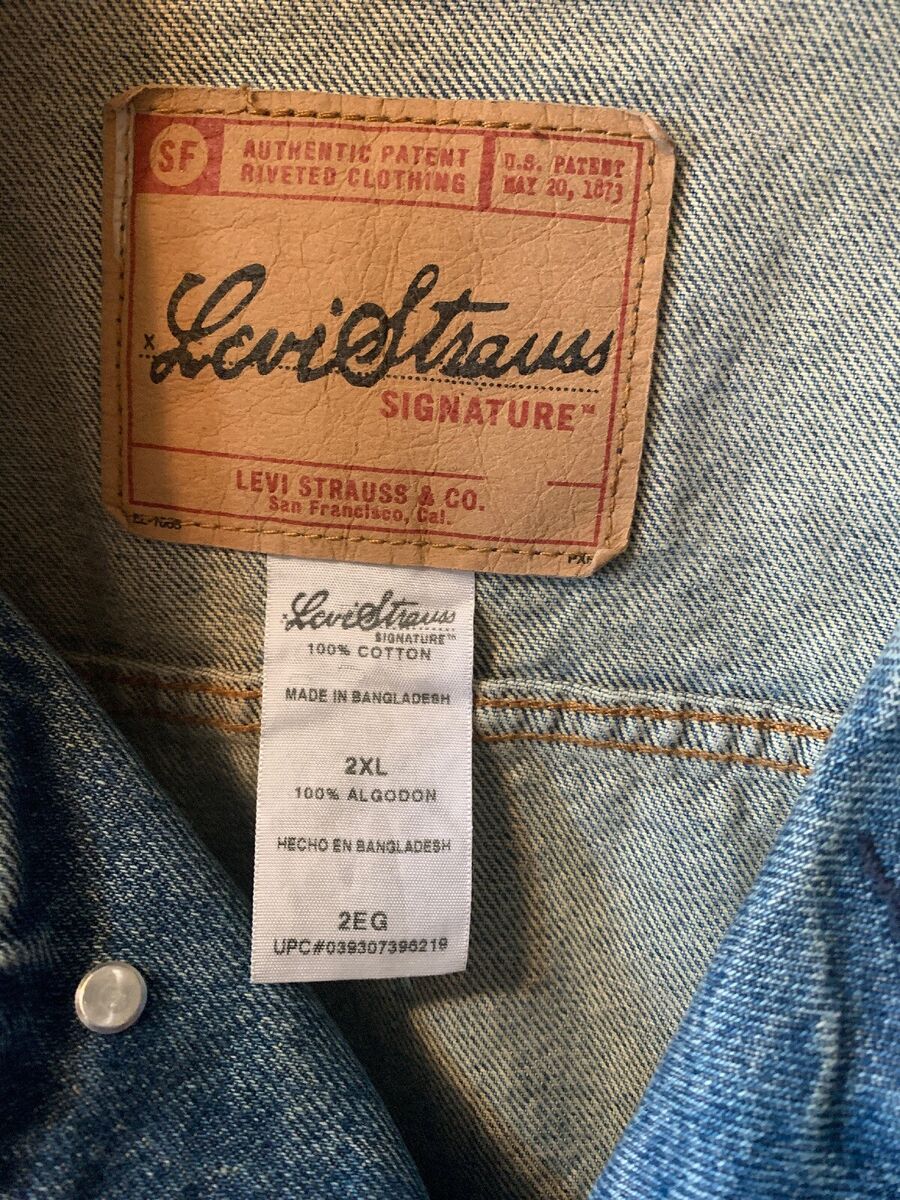 SF
AUTHENTIC PATENT
RIVETED CLOTHING
U.S. PATENT
MAY 20, 1873
x Levi Strauss
SIGNATURE™
LEVI STRAUSS & CO.
San Francisco, Cal.
Levi Strauss
SIGNATURE™
100% COTTON
MADE IN BANGLADESH
2XL
100% ALGODON
HECHO EN BANGLADESH
2EG
UPC#039307396219